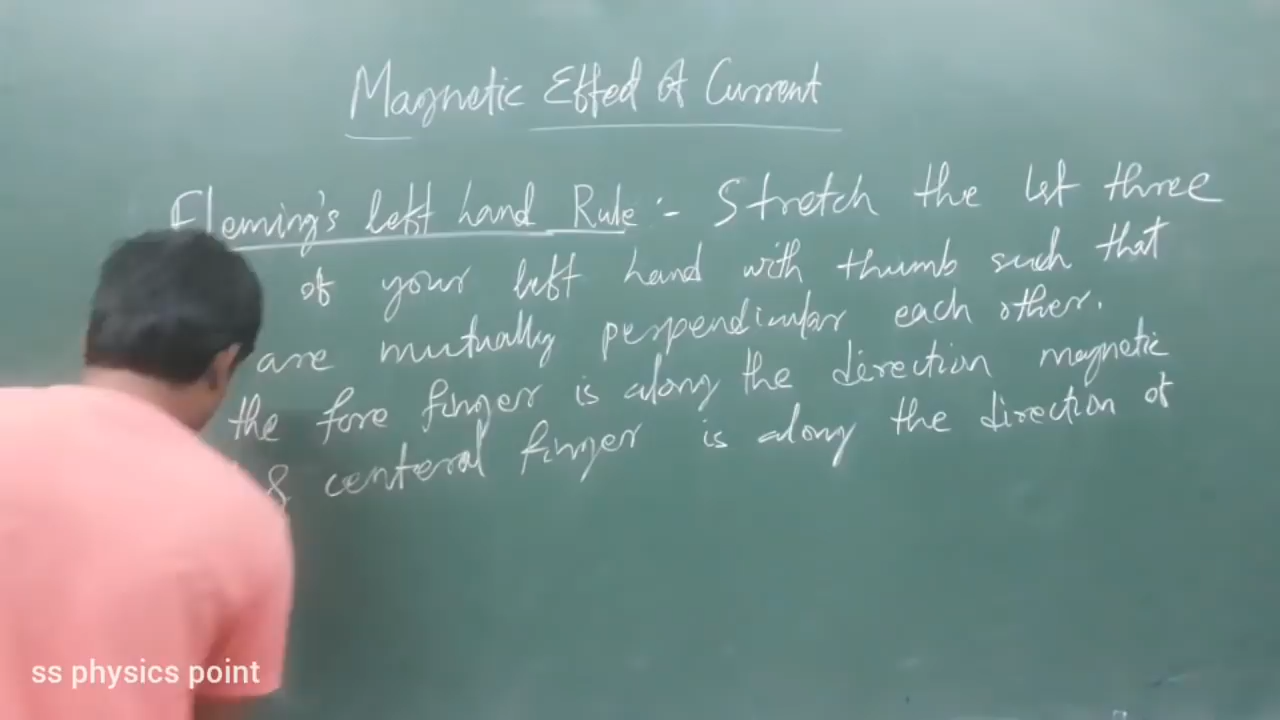 Magnetic Effect of Current
Fleming's left hand Rule :- Stretch the 1st three
of your left hand with thumb such that
are mutually perpendicular each other.
the fore finger is along the direction magnetic
& centeral finger is along the direction of
ss physics point